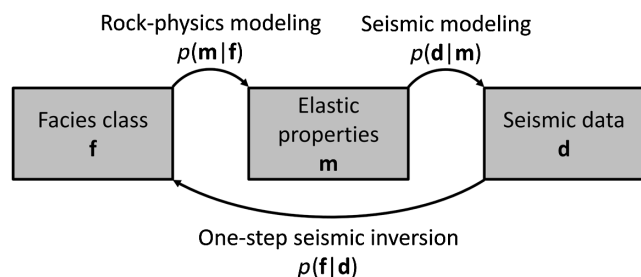 Rock-physics modeling
p(m|f)
Seismic modeling
p(d|m)
Facies class
f
Elastic
properties
m
Seismic data
d
One-step seismic inversion
p(f|d)